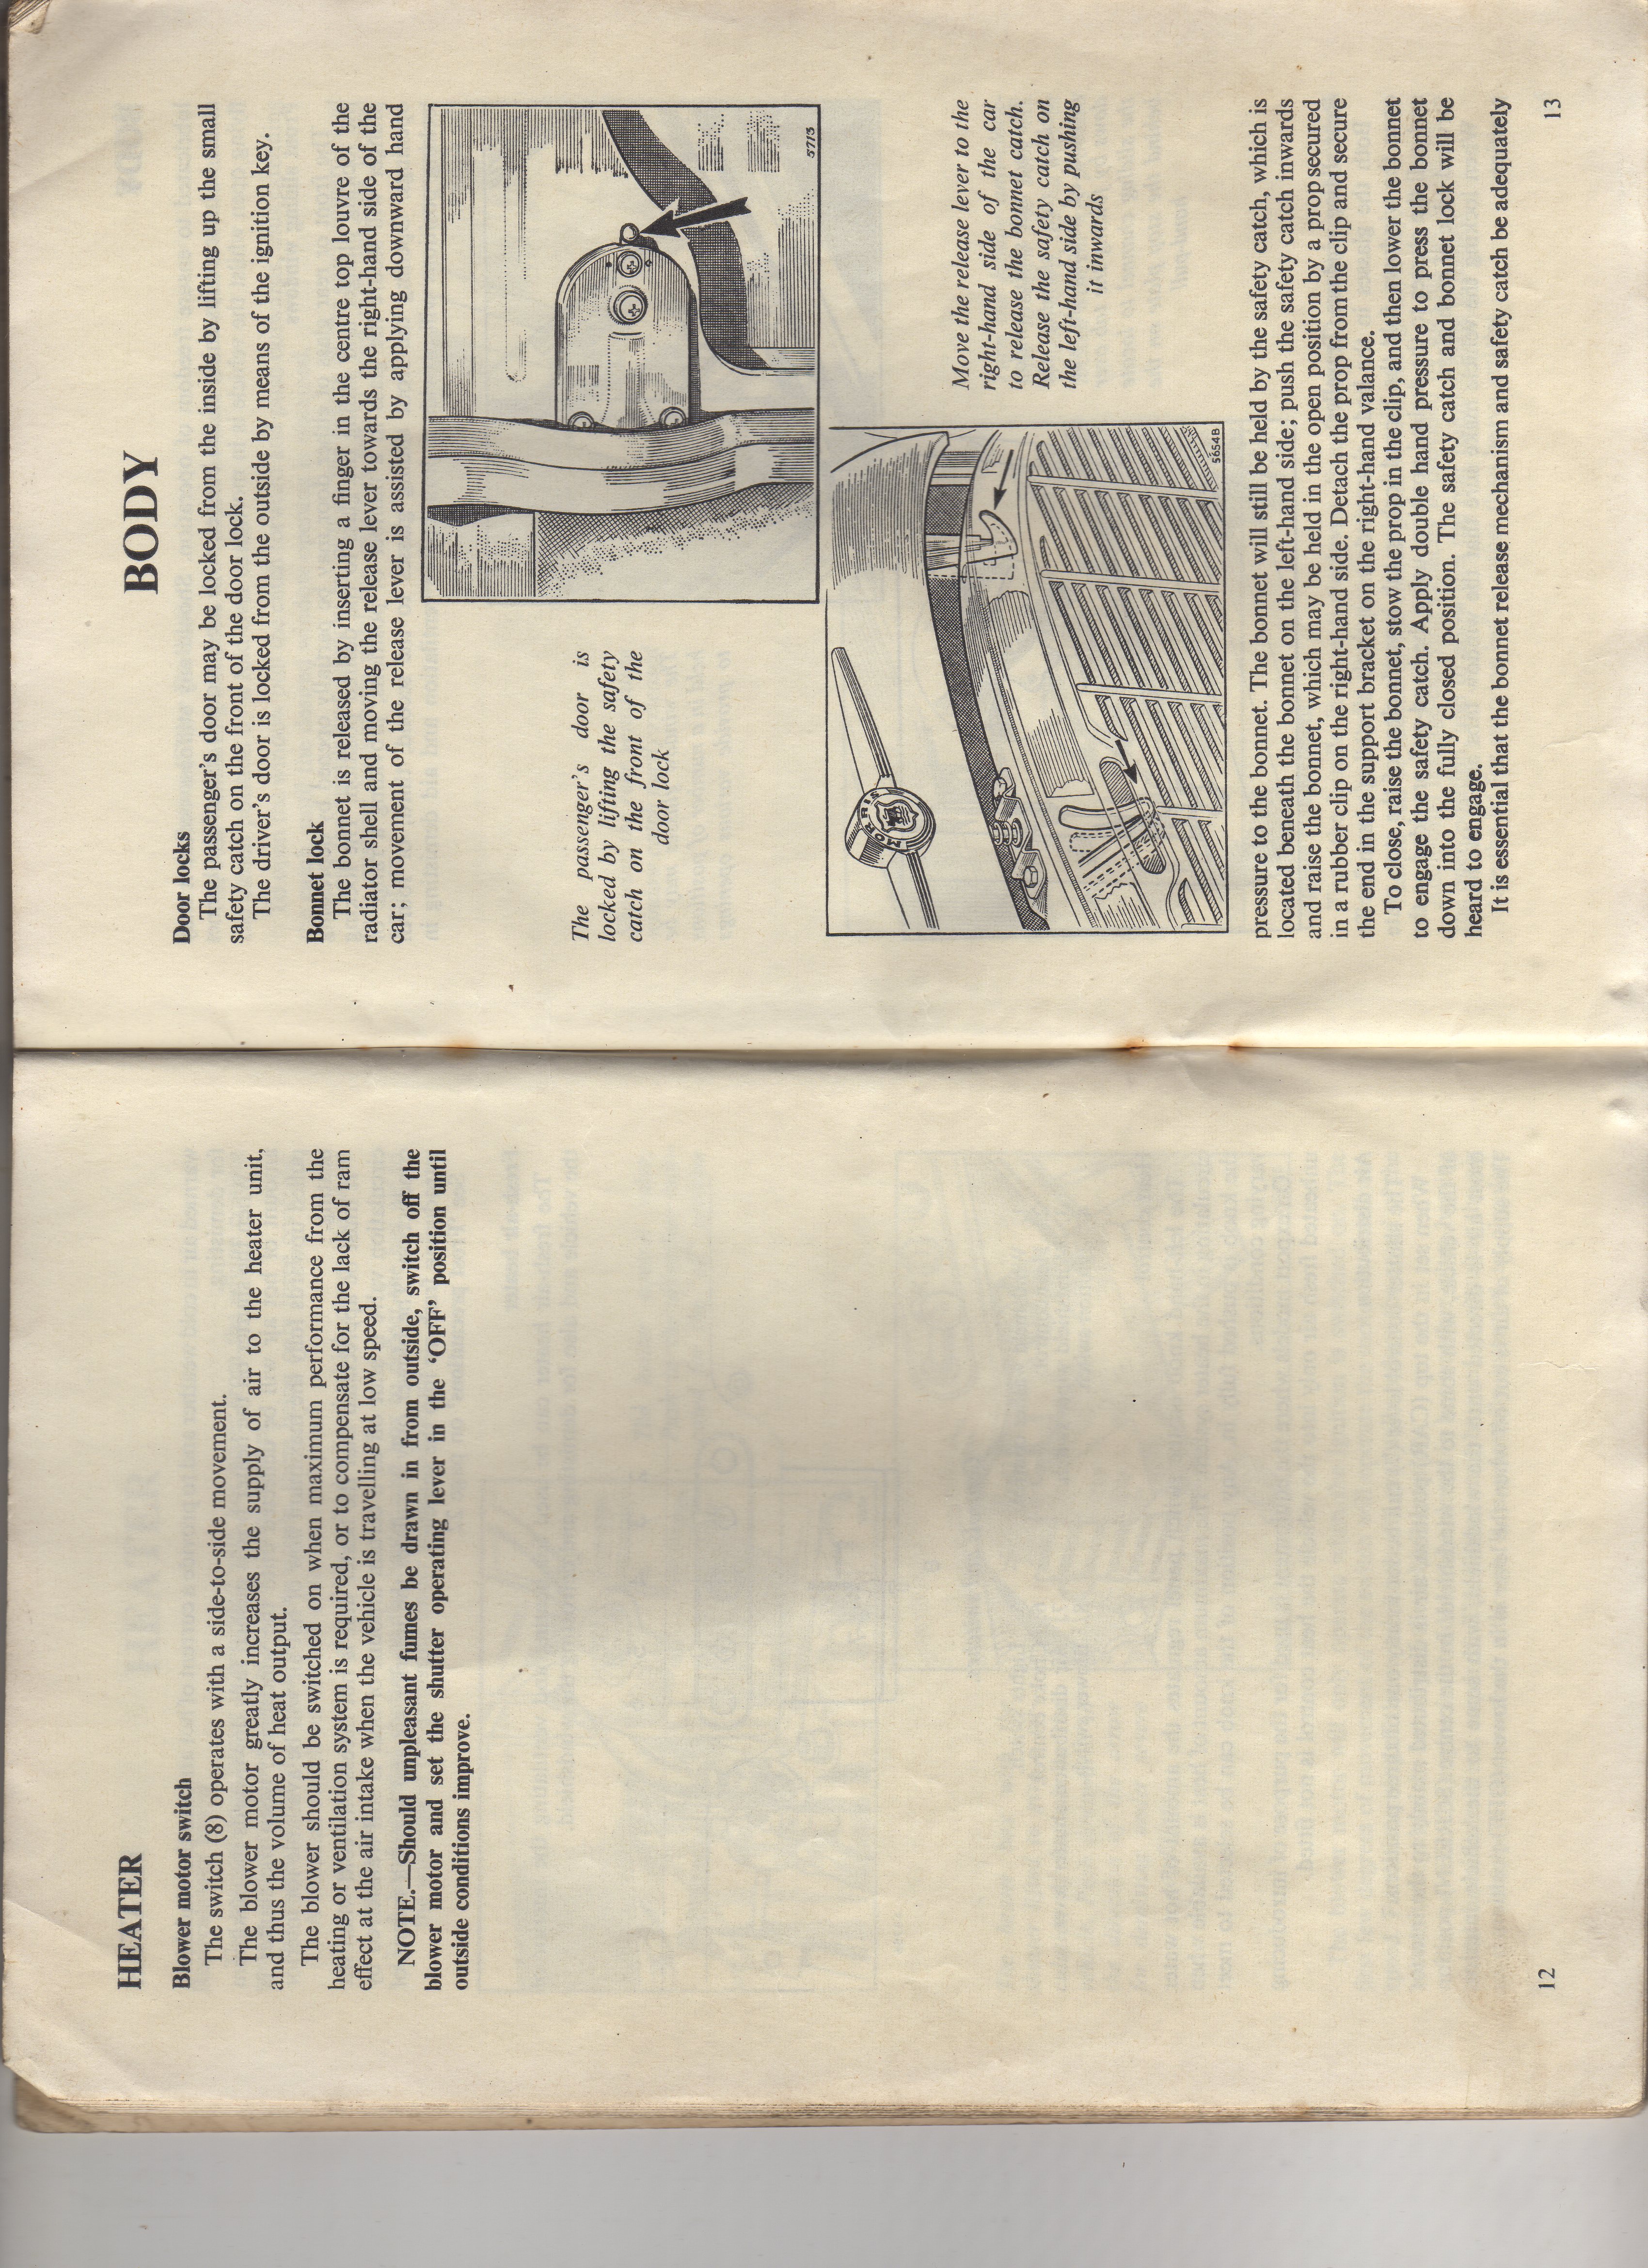 HEATER
Blower motor switch
The switch (8) operates with a side-to-side movement.
The blower motor greatly increases the supply of air to the heater unit,
and thus the volume of heat output.
The blower should be switched on when maximum performance from the
heating or ventilation system is required, or to compensate for the lack of ram
effect at the air intake when the vehicle is travelling at low speed.
NOTE.—Should unpleasant fumes be drawn in from outside, switch off the
blower motor and set the shutter operating lever in the ‘OFF’ position until
outside conditions improve.
12
BODY
Door locks
The passenger's door may be locked from the inside by lifting up the small
safety catch on the front of the door lock.
The driver's door is locked from the outside by means of the ignition key.
Bonnet lock
The bonnet is released by inserting a finger in the centre top louvre of the
radiator shell and moving the release lever towards the right-hand side of the
car; movement of the release lever is assisted by applying downward hand
The passenger's door is
locked by lifting the safety
catch on the front of the
door lock
5775
MORRIS
5654B
Move the release lever to the
right-hand side of the car
to release the bonnet catch.
Release the safety catch on
the left-hand side by pushing
it inwards
pressure to the bonnet. The bonnet will still be held by the safety catch, which is
located beneath the bonnet on the left-hand side; push the safety catch inwards
and raise the bonnet, which may be held in the open position by a prop secured
in a rubber clip on the right-hand side. Detach the prop from the clip and secure
the end in the support bracket on the right-hand valance.
To close, raise the bonnet, stow the prop in the clip, and then lower the bonnet
to engage the safety catch. Apply double hand pressure to press the bonnet
down into the fully closed position. The safety catch and bonnet lock will be
heard to engage.
It is essential that the bonnet release mechanism and safety catch be adequately
13